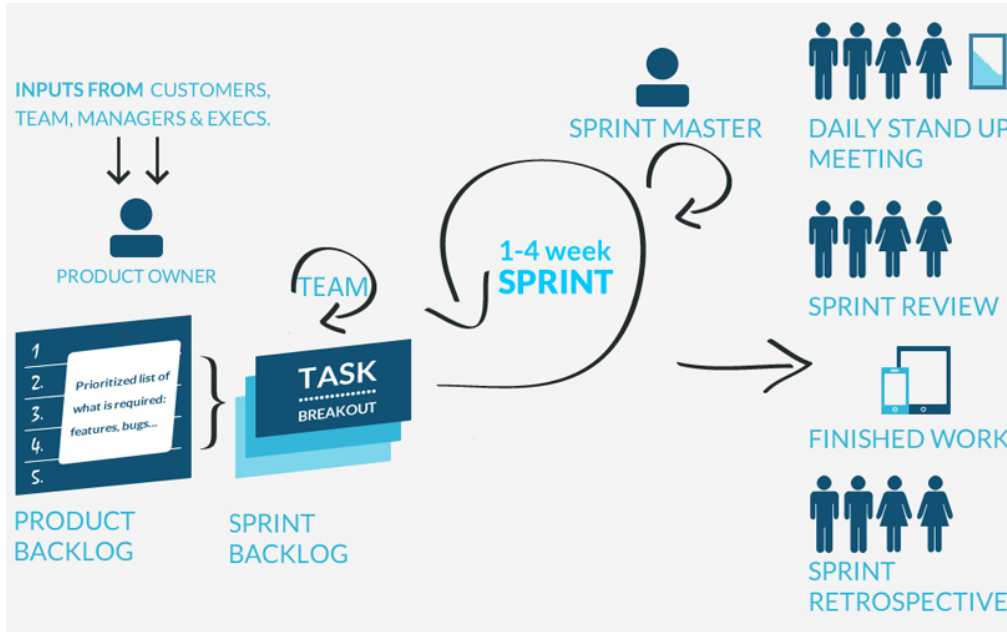 INPUTS FROM CUSTOMERS,
TEAM, MANAGERS & EXECS.
PRODUCT OWNER
1
2.
3.
4.
5.
Prioritized list of
what is required:
features, bugs...
PRODUCT
BACKLOG
TEAM
TASK
BREAKOUT
SPRINT
BACKLOG
1-4 week
SPRINT
SPRINT MASTER
DAILY STAND UP
MEETING
SPRINT REVIEW
FINISHED WORK
SPRINT
RETROSPECTIVE